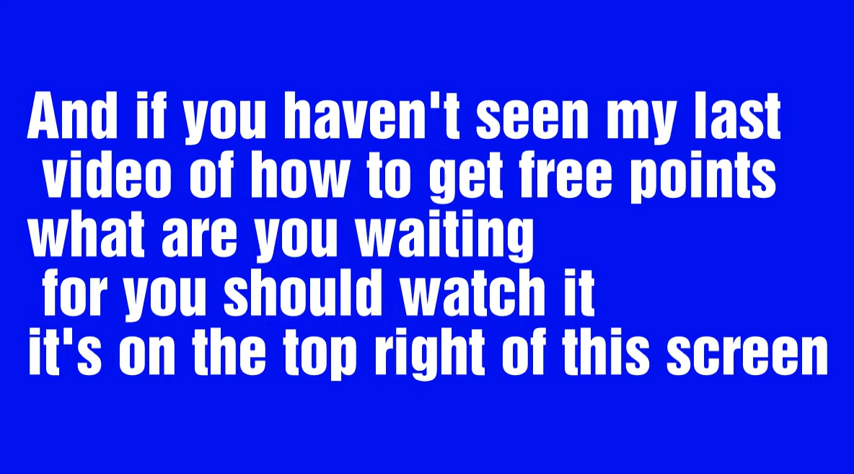 And if you haven't seen my last
video of how to get free points
what are you waiting
for you should watch it
it's on the top right of this screen